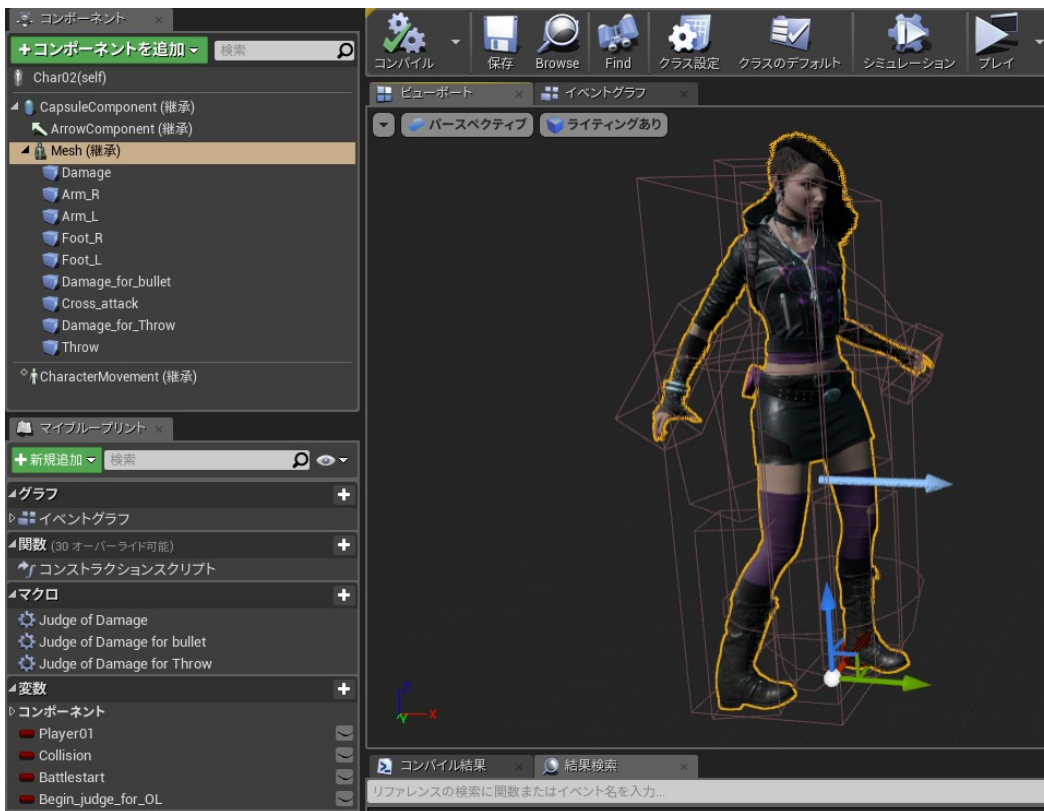 コンポーネント
+コンポーネントを追加
検索
Char02(self)
CapsuleComponent (継承)
ArrowComponent (継承)
Mesh (継承)
Damage
Arm_R
Arm_L
Foot_R
Foot_L
Damage_for_bullet
Cross_attack
Damage_for_Throw
Throw
CharacterMovement (継承)
マイブループリント
+新規追加
検索
グラフ
イベントグラフ
関数 (30 オーバーライド可能)
コンストラクションスクリプト
マクロ
Judge of Damage
Judge of Damage for bullet
Judge of Damage for Throw
変数
コンポーネント
Player01
Collision
Battlestart
Begin_judge_for_OL
コンパイル
保存
Browse
Find
クラス設定
クラスのデフォルト
シミュレーション
プレイ
ビューポート
イベントグラフ
パースペクティブ
ライティングあり
Z
X
Y
コンパイル結果
結果検索
リファレンスの検索に関数またはイベント名を入力...